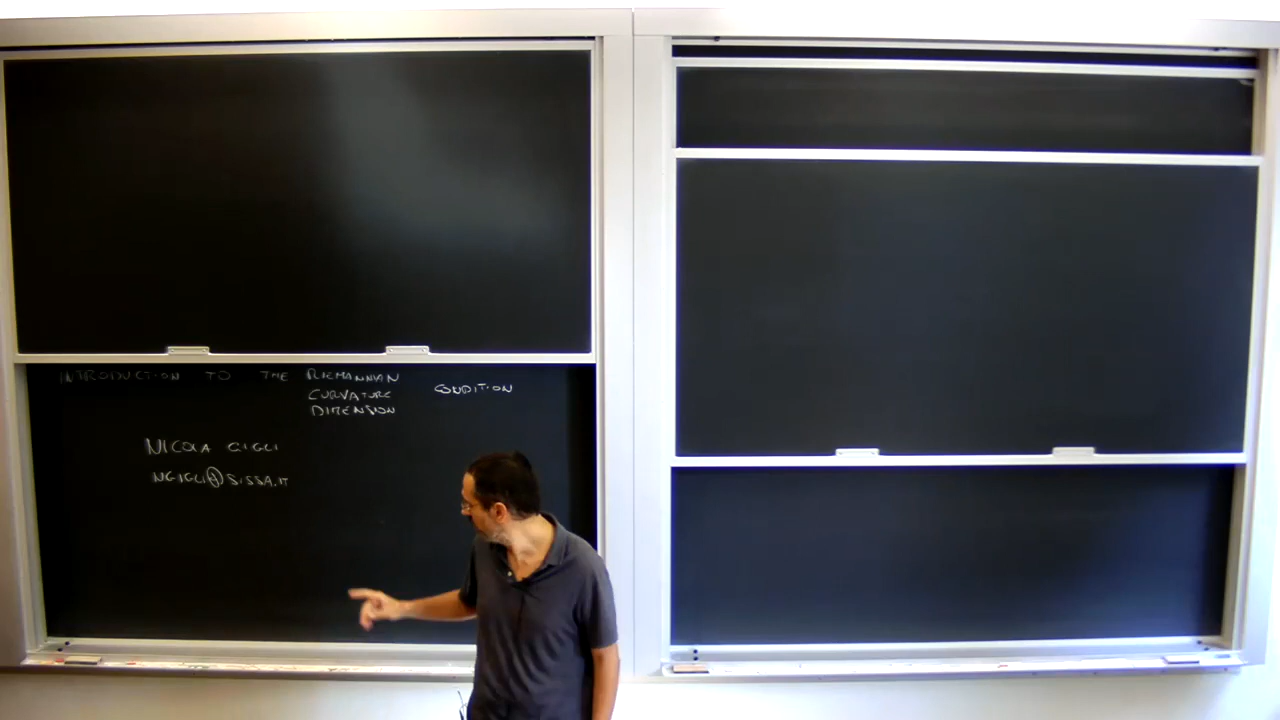 INTRODUCTION TO THE RIEMANNIAN
CURVATURE CONDITION
DIMENSION
NICOLA GIGLI
NGIGLI@SISSA.IT